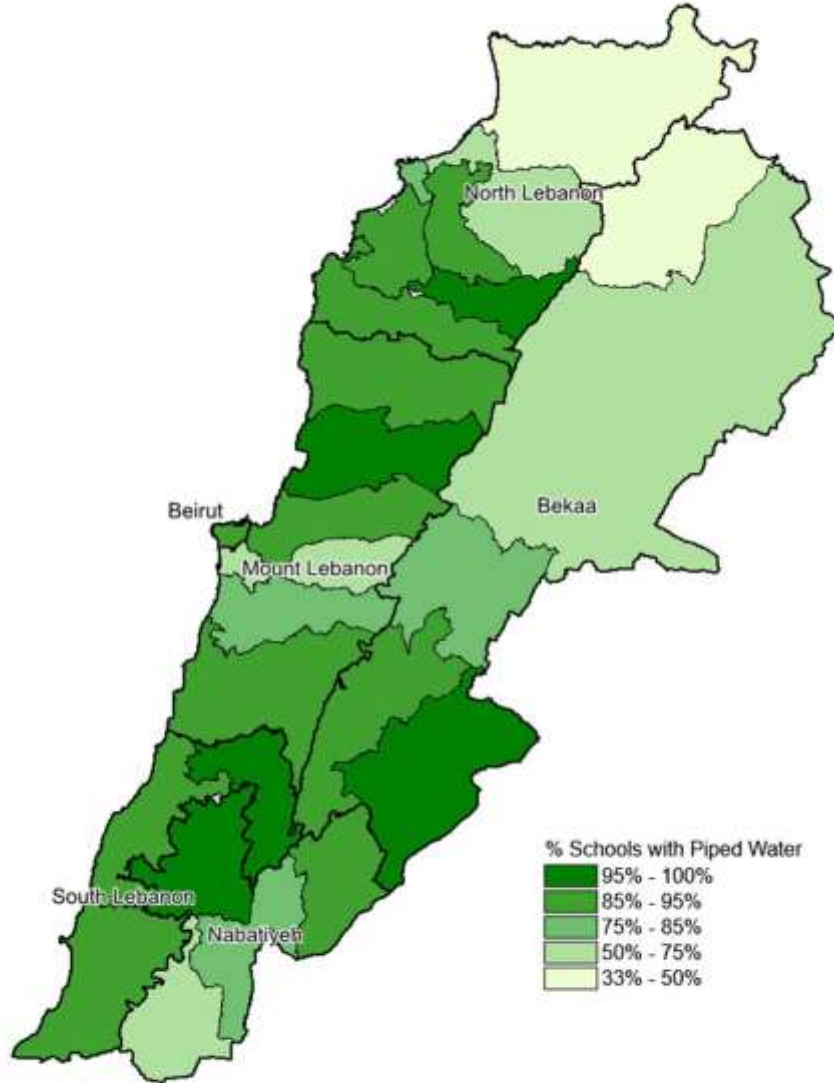 North Lebanon
Beirut
Bekaa
Mount Lebanon
% Schools with Piped Water
95% - 100%
85% - 95%
75% - 85%
50% - 75%
33% - 50%
South Lebanon
Nabatiyeh